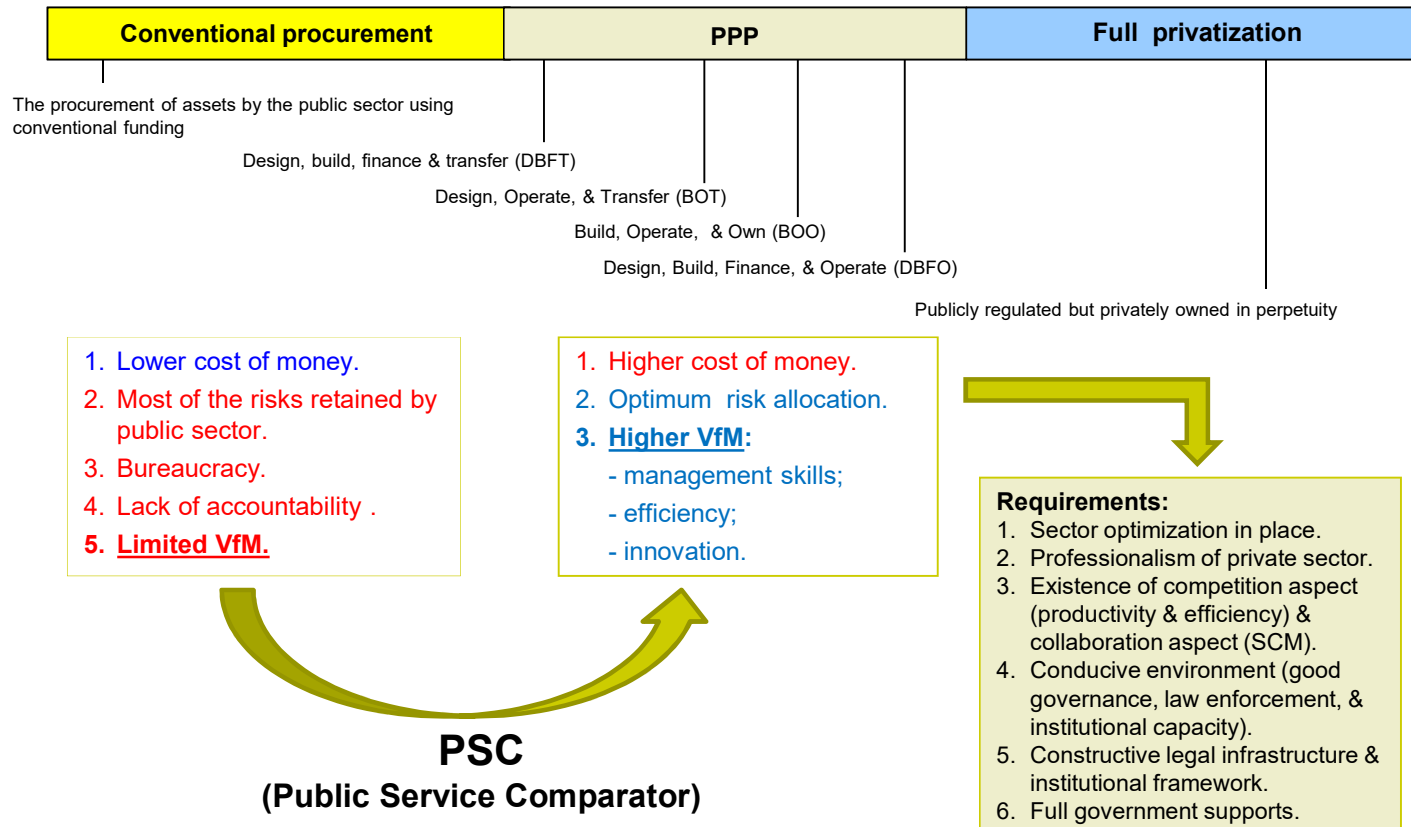 Conventional procurement
PPP
Full privatization
The procurement of assets by the public sector using
conventional funding
Design, build, finance & transfer (DBFT)
Design, Operate, & Transfer (BOT)
Build, Operate, & Own (BOO)
Design, Build, Finance, & Operate (DBFO)
Publicly regulated but privately owned in perpetuity
1. Lower cost of money.
2. Most of the risks retained by
public sector.
3. Bureaucracy.
4. Lack of accountability .
5. Limited VfM.
1. Higher cost of money.
2. Optimum risk allocation.
3. Higher VfM:
- management skills;
- efficiency;
- innovation.
Requirements:
1. Sector optimization in place.
2. Professionalism of private sector.
3. Existence of competition aspect
(productivity & efficiency) &
collaboration aspect (SCM).
4. Conducive environment (good
governance, law enforcement, &
institutional capacity).
5. Constructive legal infrastructure &
institutional framework.
6. Full government supports.
PSC
(Public Service Comparator)